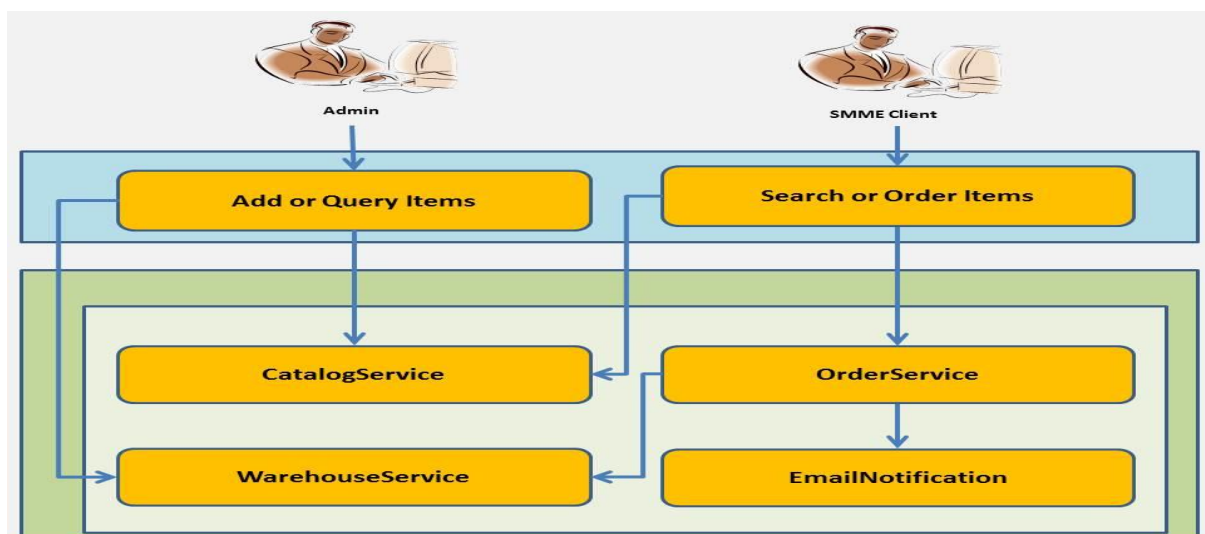 Admin
SMME Client
Add or Query Items
Search or Order Items
CatalogService
OrderService
WarehouseService
EmailNotification